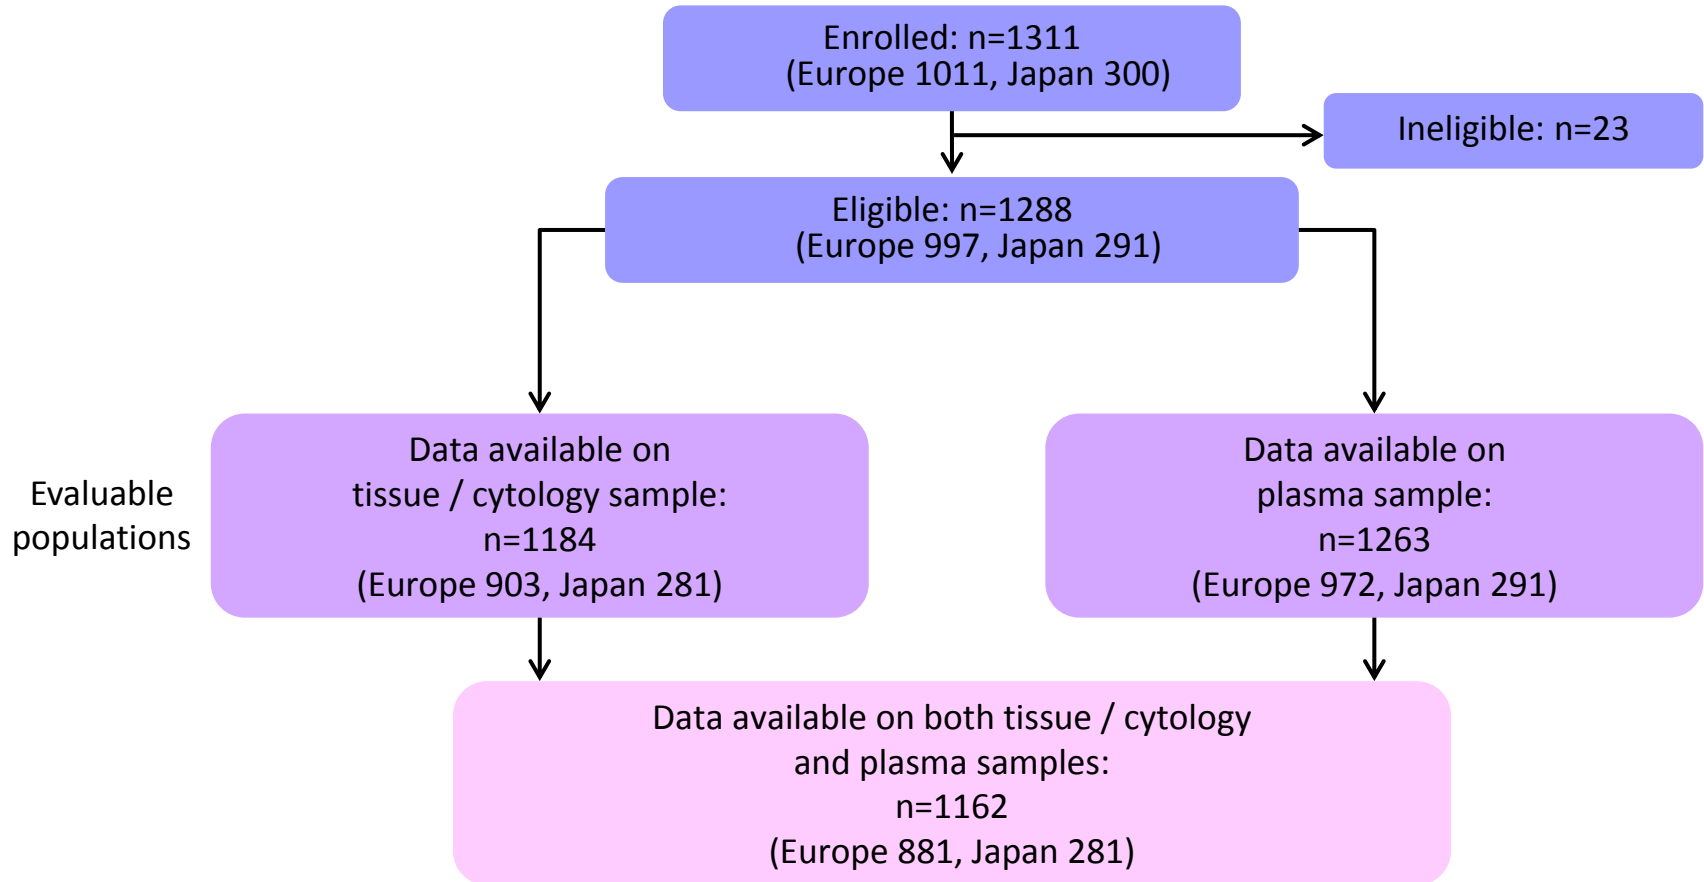 Enrolled: n=1311
(Europe 1011, Japan 300)
Ineligible: n=23
Eligible: n=1288
(Europe 997, Japan 291)
Evaluable
populations
Data available on
tissue / cytology sample:
n=1184
(Europe 903, Japan 281)
Data available on
plasma sample:
n=1263
(Europe 972, Japan 291)
Data available on both tissue / cytology
and plasma samples:
n=1162
(Europe 881, Japan 281)